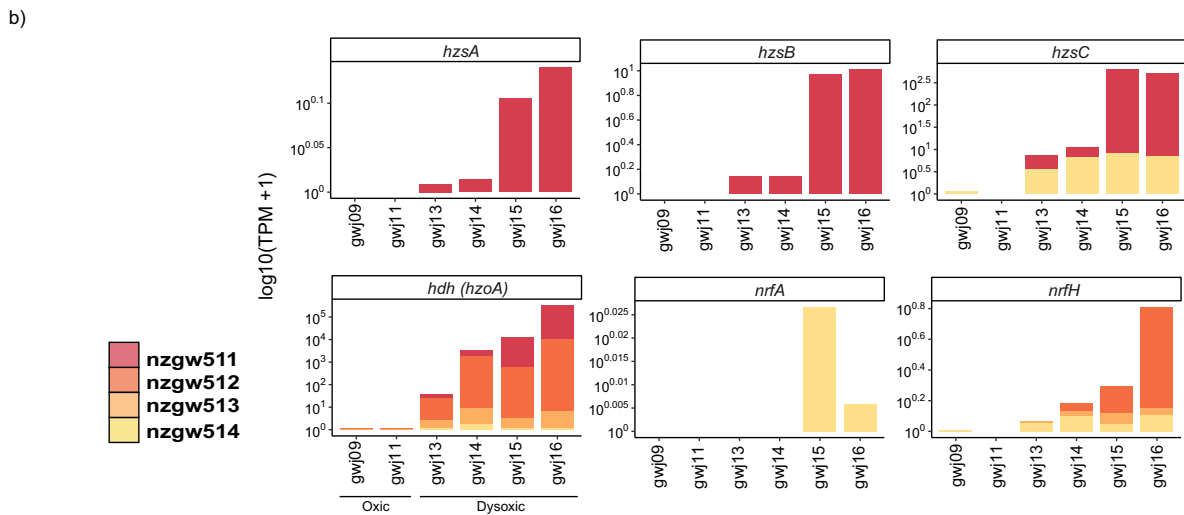 b)
log10(TPM +1)
hzsA
10^0.1
10^0.05
10^0
gwj09
gwj11
gwj13
gwj14
gwj15
gwj16
hzsB
10^1
10^0.8
10^0.6
10^0.4
10^0.2
10^0
gwj09
gwj11
gwj13
gwj14
gwj15
gwj16
hzsC
10^2.5
10^2
10^1.5
10^1
10^0.5
10^0
gwj09
gwj11
gwj13
gwj14
gwj15
gwj16
nzgw511
nzgw512
nzgw513
nzgw514
hdh (hzoA)
10^5
10^4
10^3
10^2
10^1
10^0
gwj09
gwj11
gwj13
gwj14
gwj15
gwj16
Oxic
Dysoxic
nrfA
10^0.025
10^0.02
10^0.015
10^0.01
10^0.005
10^0
gwj09
gwj11
gwj13
gwj14
gwj15
gwj16
nrfH
10^0.8
10^0.6
10^0.4
10^0.2
10^0
gwj09
gwj11
gwj13
gwj14
gwj15
gwj16